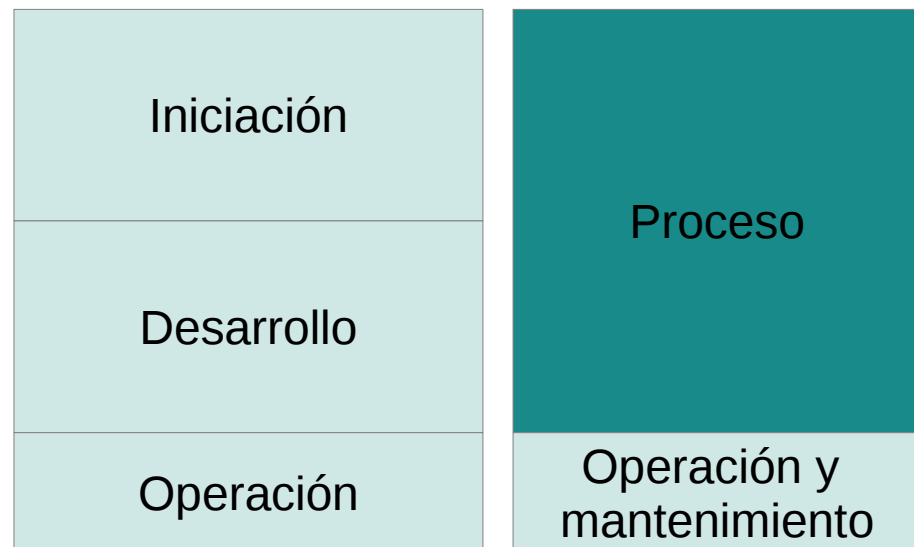 Iniciación
Desarrollo
Operación
Proceso
Operación y
mantenimiento